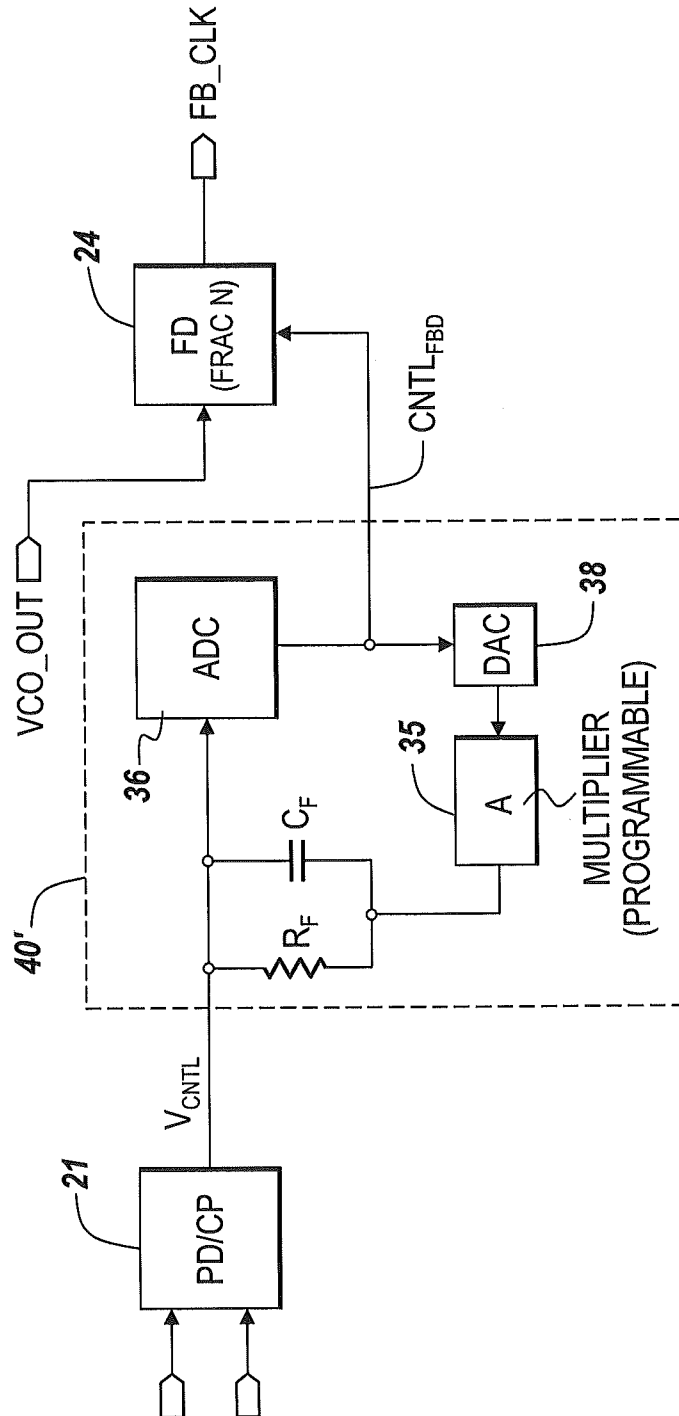 40'
VCO_OUT
24
FD
(FRAC N)
FB_CLK
21
PD/CP
V_CNTL
36
ADC
R_F
C_F
CNTL_FBD
35
A
DAC
38
MULTIPLIER
(PROGRAMMABLE)